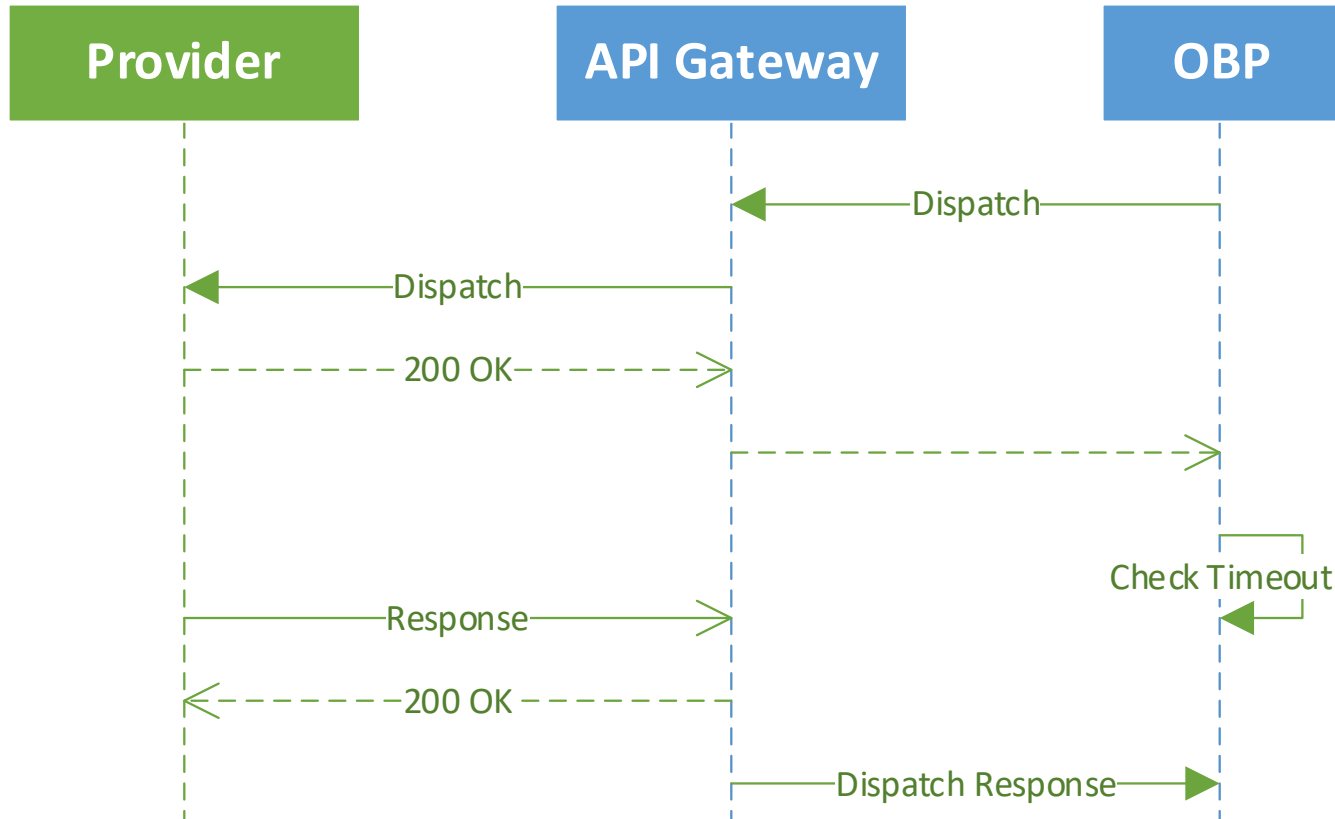 Provider
API Gateway
OBP
Dispatch
Dispatch
200 OK
Check Timeout
Response
200 OK
Dispatch Response